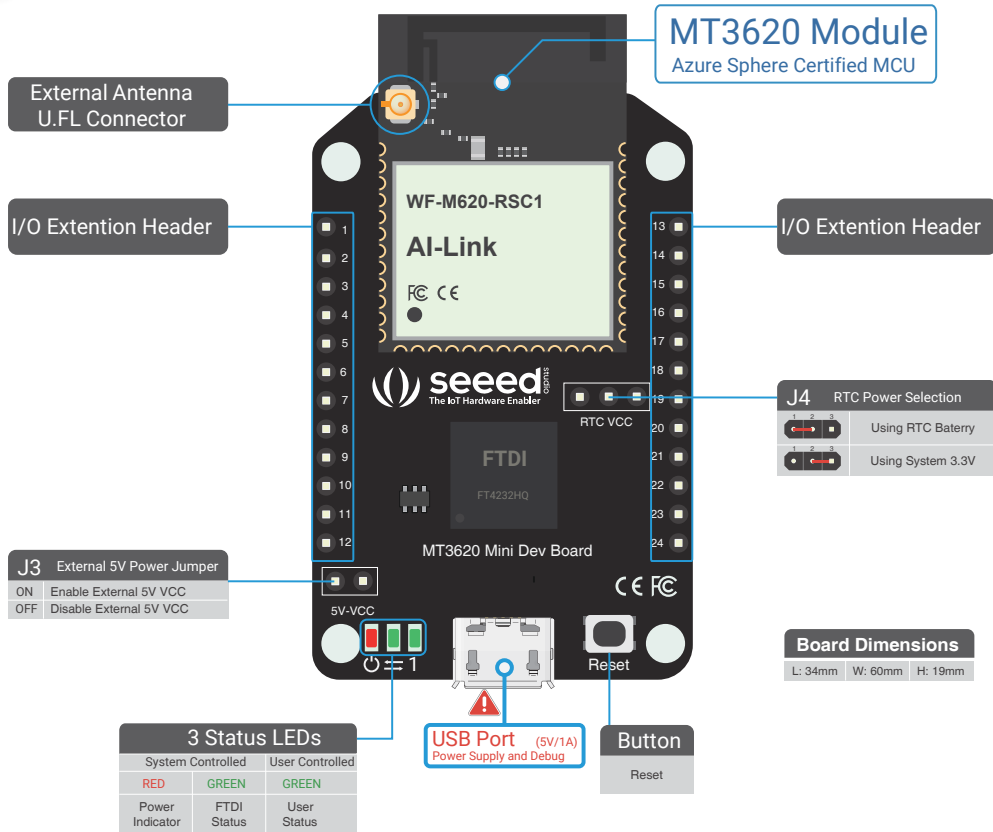 MT3620 Module
Azure Sphere Certified MCU
External Antenna
U.FL Connector
WF-M620-RSC1
AI-Link
FC CE
I/O Extention Header
I/O Extention Header
1
2
3
4
5
6
7
8
9
10
11
12
13
14
15
16
17
18
19
20
21
22
23
24
seeed studio
The IoT Hardware Enabler
RTC VCC
FTDI
FT4232HQ
MT3620 Mini Dev Board
CE FC
J4 RTC Power Selection
1 2 3
Using RTC Baterry
1 2 3
Using System 3.3V
J3 External 5V Power Jumper
ON Enable External 5V VCC
OFF Disable External 5V VCC
5V-VCC
1
Reset
Board Dimensions
L: 34mm W: 60mm H: 19mm
USB Port (5V/1A)
Power Supply and Debug
Button
Reset
3 Status LEDs
System Controlled User Controlled
RED GREEN GREEN
Power FTDI User
Indicator Status Status